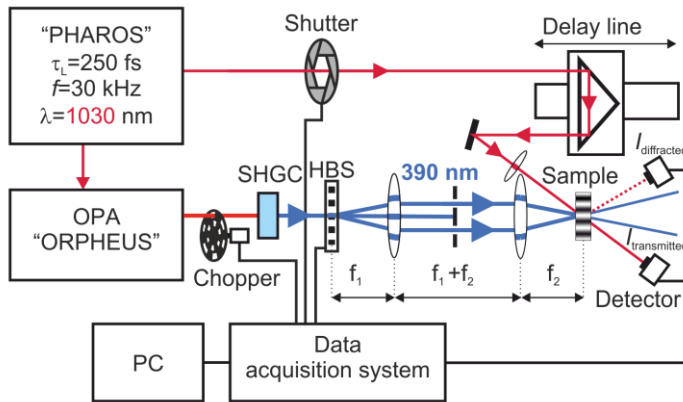 "PHAROS"
τL=250 fs
f=30 kHz
λ=1030 nm
Shutter
Delay line
OPA
"ORPHEUS"
SHGC
HBS
390 nm
Sample
Idiffracted
Itransmitted
Chopper
f1
f1+f2
f2
Detector
PC
Data
acquisition system